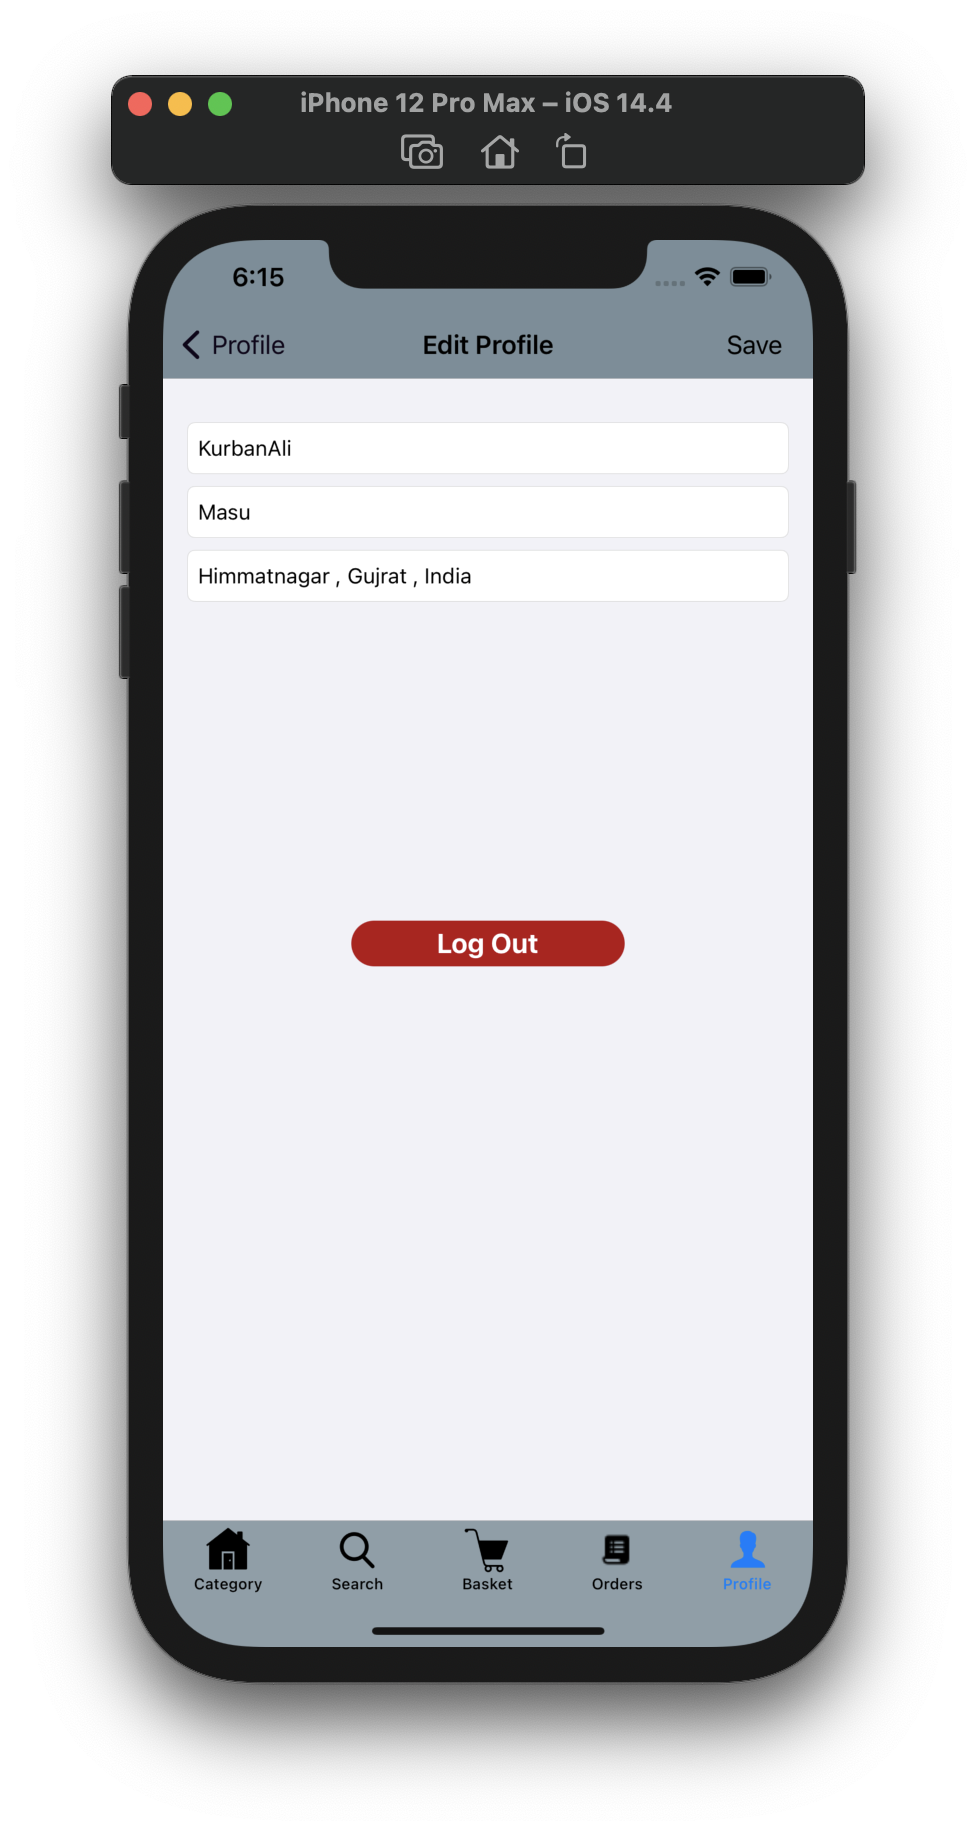 iPhone 12 Pro Max – iOS 14.4
6:15
Profile Edit Profile Save
KurbanAli
Masu
Himmatnagar , Gujrat , India
Log Out
Category Search Basket Orders Profile